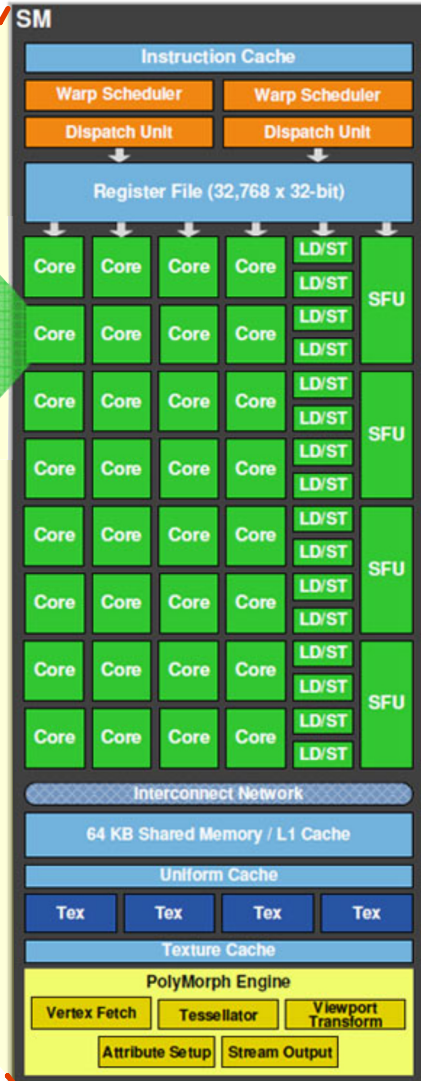 SM
Instruction Cache
Warp Scheduler Warp Scheduler
Dispatch Unit Dispatch Unit
Register File (32,768 x 32-bit)
LD/ST
Core Core Core Core
LD/ST
SFU
LD/ST
Core Core Core Core
LD/ST
LD/ST
Core Core Core Core
LD/ST
SFU
LD/ST
Core Core Core Core
LD/ST
LD/ST
Core Core Core Core
LD/ST
SFU
LD/ST
Core Core Core Core
LD/ST
LD/ST
Core Core Core Core
LD/ST
SFU
LD/ST
Core Core Core Core
LD/ST
Interconnect Network
64 KB Shared Memory / L1 Cache
Uniform Cache
Tex Tex Tex Tex
Texture Cache
PolyMorph Engine
Vertex Fetch Tessellator Viewport
Transform
Attribute Setup Stream Output